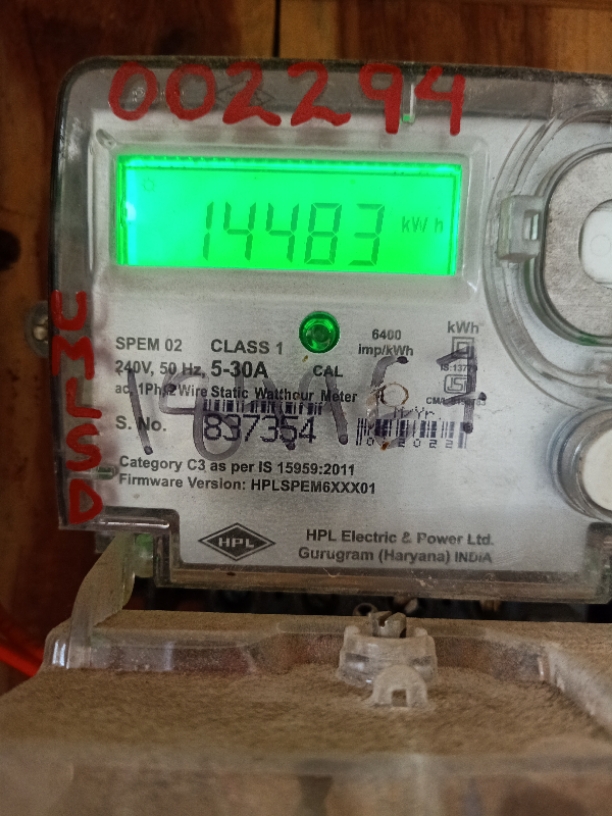 002294
14483 kWh
UMLSD
SPEM 02 CLASS 1
6400 imp/kWh
kWh
240V, 50 Hz, 5-30A CAL
ac, 1Ph, 2 Wire Static Watthour Meter
S. No. 837354
M/Yr.
Category C3 as per IS 15959:2011
Firmware Version: HPLSPEM6XXX01
HPL
HPL Electric & Power Ltd.
Gurugram (Haryana) INDIA